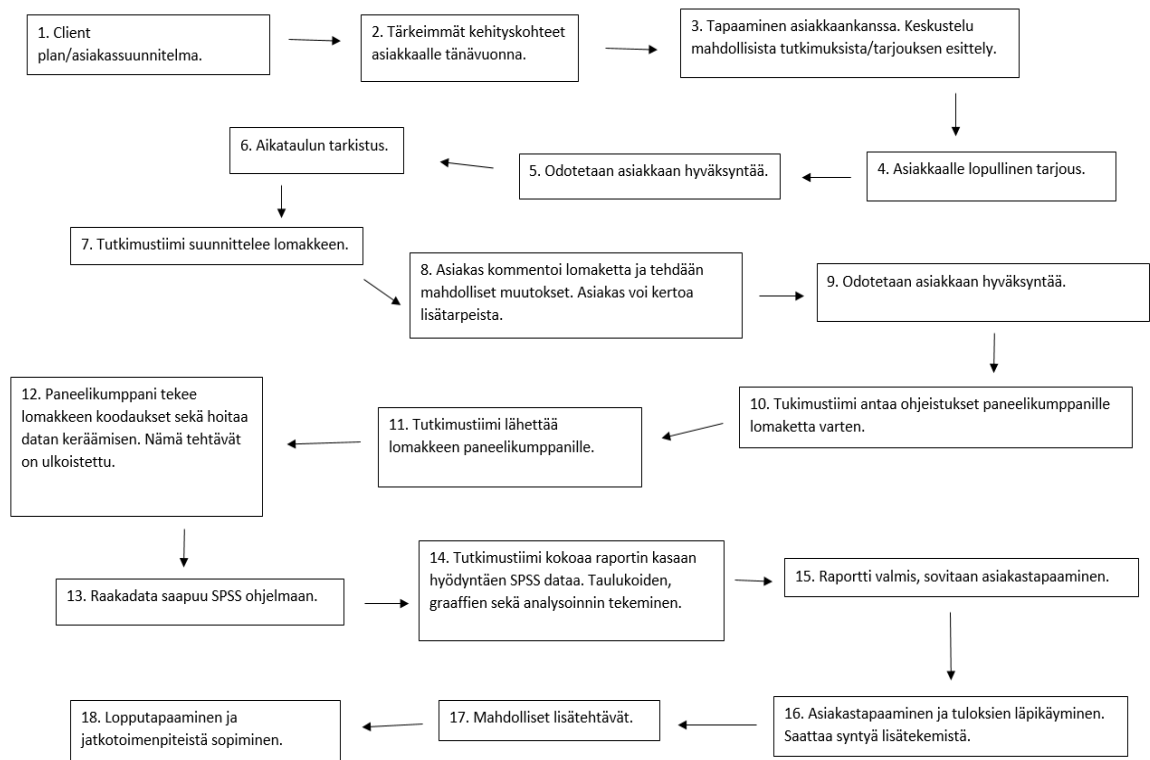 1. Client
plan/asiakassuunnitelma.
2. Tärkeimmät kehityskohteet
asiakkaalle tänävuonna.
3. Tapaaminen asiakkaankanssa. Keskustelu
mahdollisista tutkimuksista/tarjouksen esittely.
4. Asiakkaalle lopullinen tarjous.
5. Odotetaan asiakkaan hyväksyntää.
6. Aikataulun tarkistus.
7. Tutkimustiimi suunnittelee lomakkeen.
8. Asiakas kommentoi lomaketta ja tehdään
mahdolliset muutokset. Asiakas voi kertoa
lisätarpeista.
9. Odotetaan asiakkaan hyväksyntää.
10. Tukimustiimi antaa ohjeistukset paneelikumppanille
lomaketta varten.
11. Tutkimustiimi lähettää
lomakkeen paneelikumppanille.
12. Paneelikumppani tekee
lomakkeen koodaukset sekä hoitaa
datan keräämisen. Nämä tehtävät
on ulkoistettu.
13. Raakadata saapuu SPSS ohjelmaan.
14. Tutkimustiimi kokoaa raportin kasaan
hyödyntäen SPSS dataa. Taulukoiden,
graaffien sekä analysoinnin tekeminen.
15. Raportti valmis, sovitaan asiakastapaaminen.
16. Asiakastapaaminen ja tuloksien läpikäyminen.
Saattaa syntyä lisätekemistä.
17. Mahdolliset lisätehtävät.
18. Lopputapaaminen ja
jatkotoimenpiteistä sopiminen.